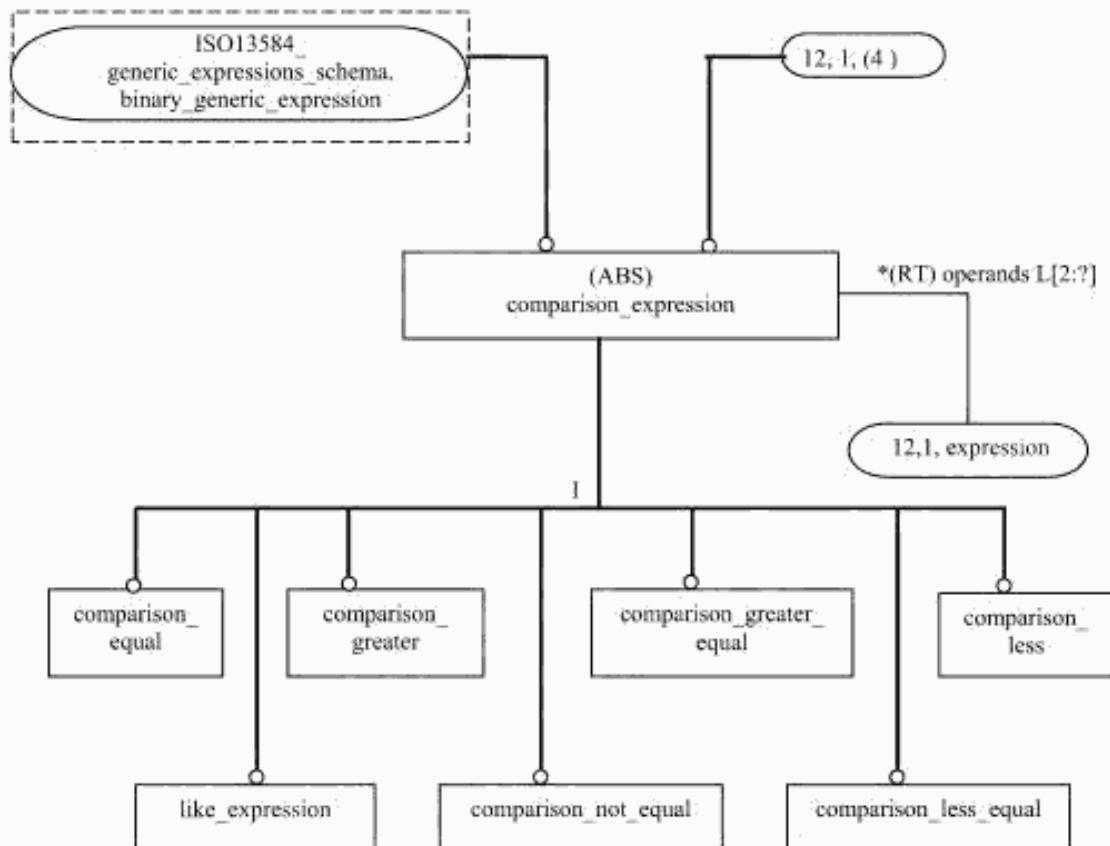 ISO13584_
generic_expressions_schema.
binary_generic_expression
12, 1, (4 )
(ABS)
comparison_expression
*(RT) operands L[2:?]
12,1, expression
1
comparison_
equal
comparison_
greater
comparison_greater_
equal
comparison_
less
like_expression
comparison_not_equal
comparison_less_equal